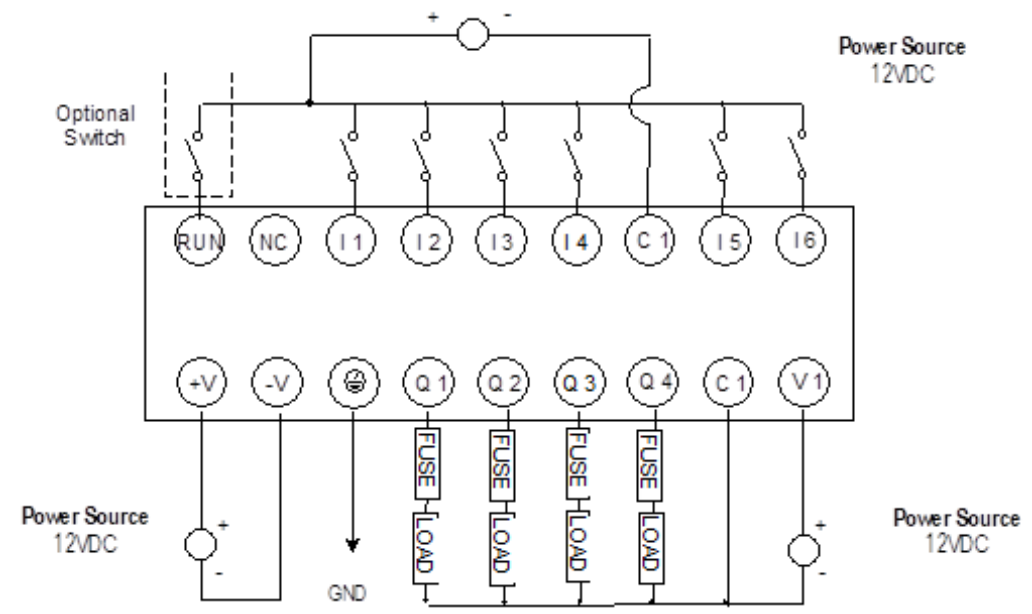 + -
Power Source
12VDC
Optional
Switch
RUN NC I 1 I 2 I 3 I 4 C 1 I 5 I 6
+V -V Q 1 Q 2 Q 3 Q 4 C 1 V 1
FUSE FUSE FUSE FUSE
LOAD LOAD LOAD LOAD
Power Source
12VDC
+
-
GND
+
-
Power Source
12VDC